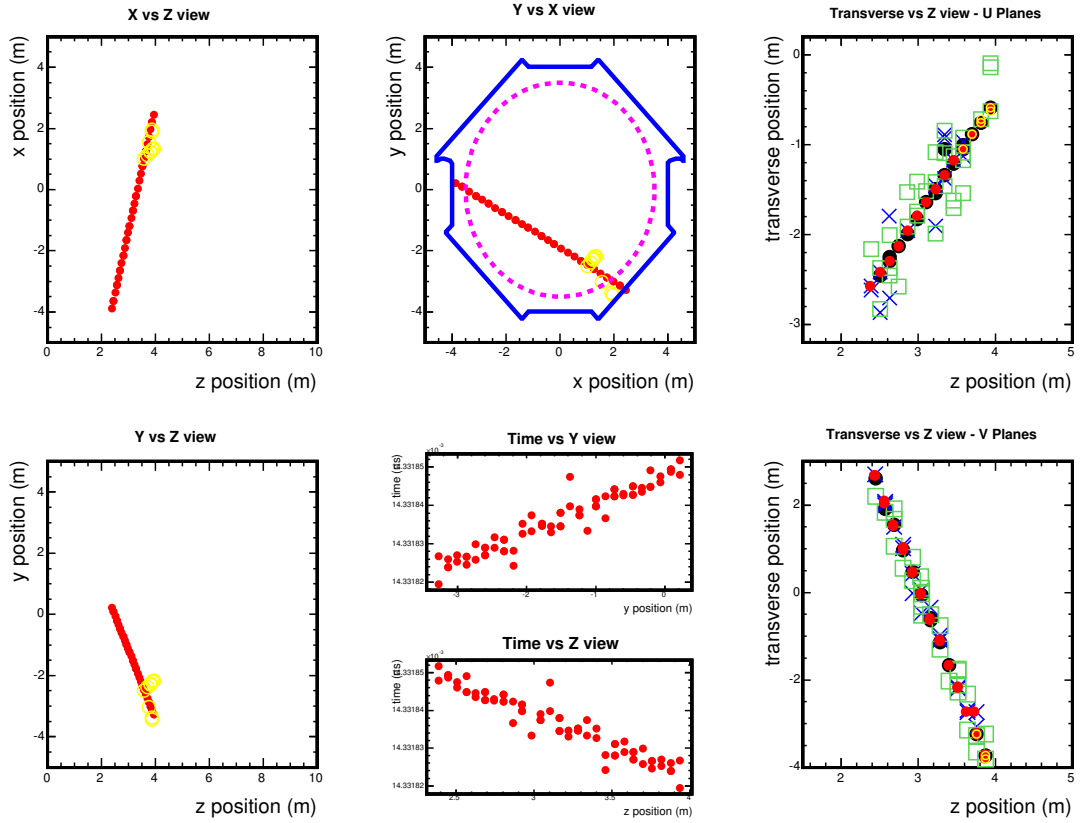 X vs Z view
x position (m)
4
2
0
-2
-4
0 2 4 6 8 10
z position (m)
Y vs X view
y position (m)
4
2
0
-2
-4
-4 -2 0 2 4
x position (m)
Transverse vs Z view - U Planes
transverse position (m)
0
-1
-2
-3
2 3 4 5
z position (m)
Y vs Z view
y position (m)
4
2
0
-2
-4
0 2 4 6 8 10
z position (m)
Time vs Y view
time (ns)
14.33185
14.33184
14.33183
14.33182
-3 -2 -1 0
y position (m)
Time vs Z view
time (ns)
14.33185
14.33184
14.33183
14.33182
2.5 3 3.5 4
z position (m)
Transverse vs Z view - V Planes
transverse position (m)
2
0
-2
-4
2 3 4 5
z position (m)